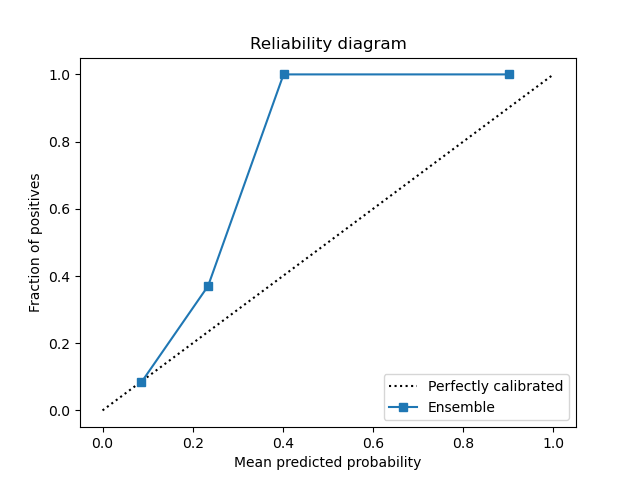 Reliability diagram
1.0
0.8
0.6
0.4
0.2
0.0
Fraction of positives
0.0 0.2 0.4 0.6 0.8 1.0
Mean predicted probability
Perfectly calibrated
Ensemble